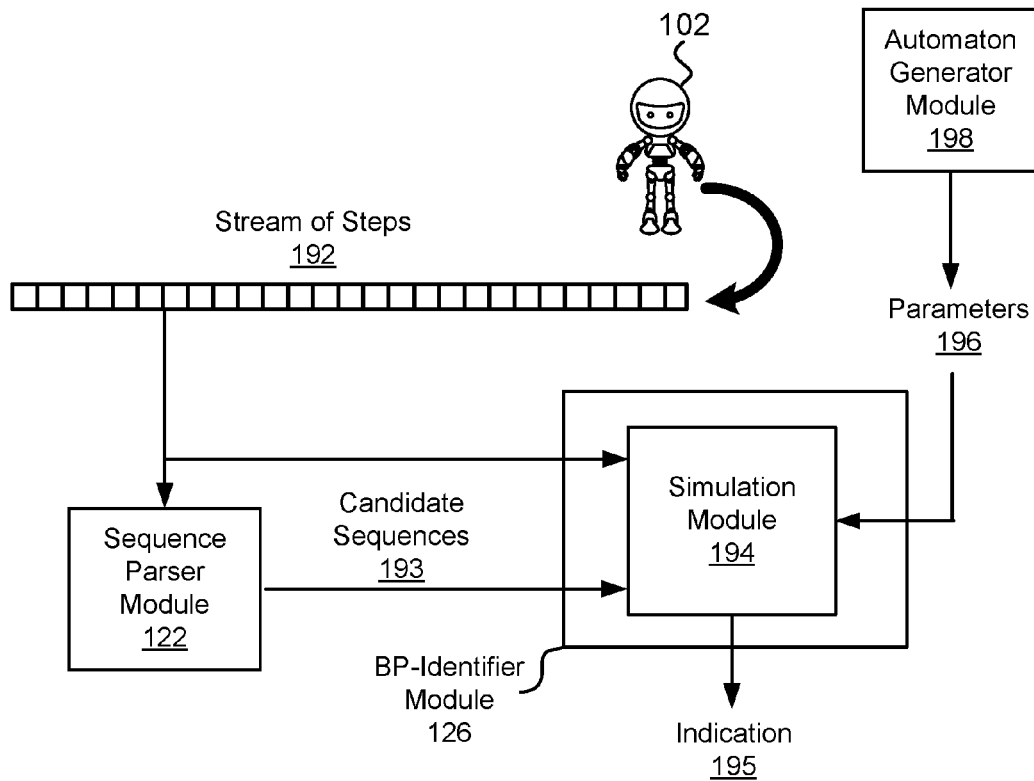 102
Automaton
Generator
Module
198
Stream of Steps
192
Parameters
196
Candidate
Sequences
193
Simulation
Module
194
Sequence
Parser
Module
122
BP-Identifier
Module
126
Indication
195